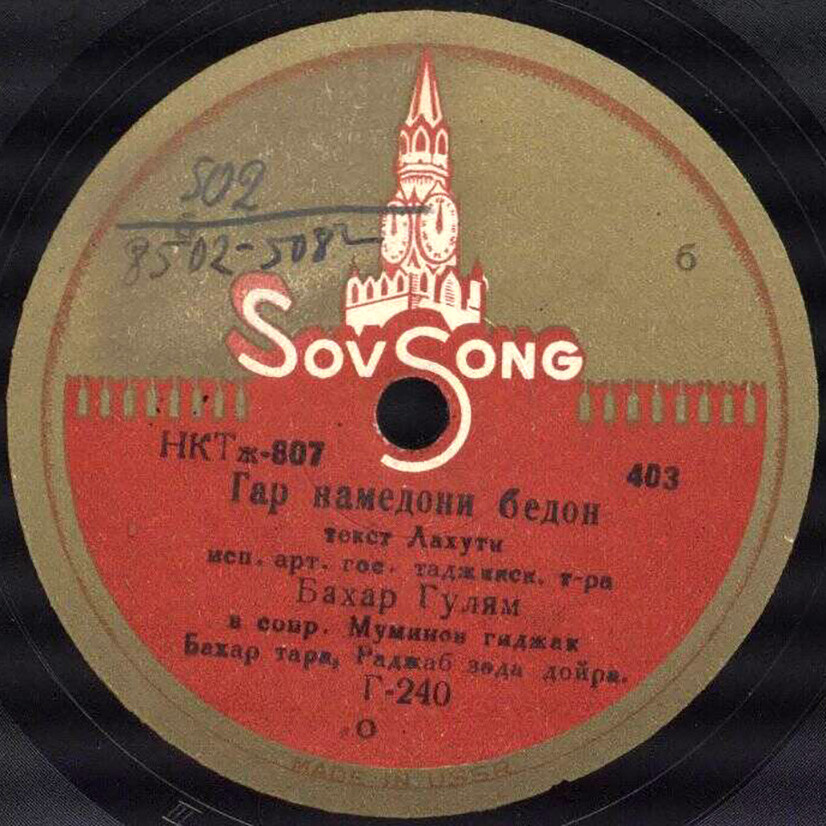 502
8502-5082
б
SOVSONG
НКТж-807
403
Гар намедони бедон
текст Лахути
исп. арт. гос. таджикск. т-ра
Бахар Гулям
в сопр. Муминов гиджак
Бахар тара, Раджаб зода дойра.
Г-240
О
MADE IN USSR